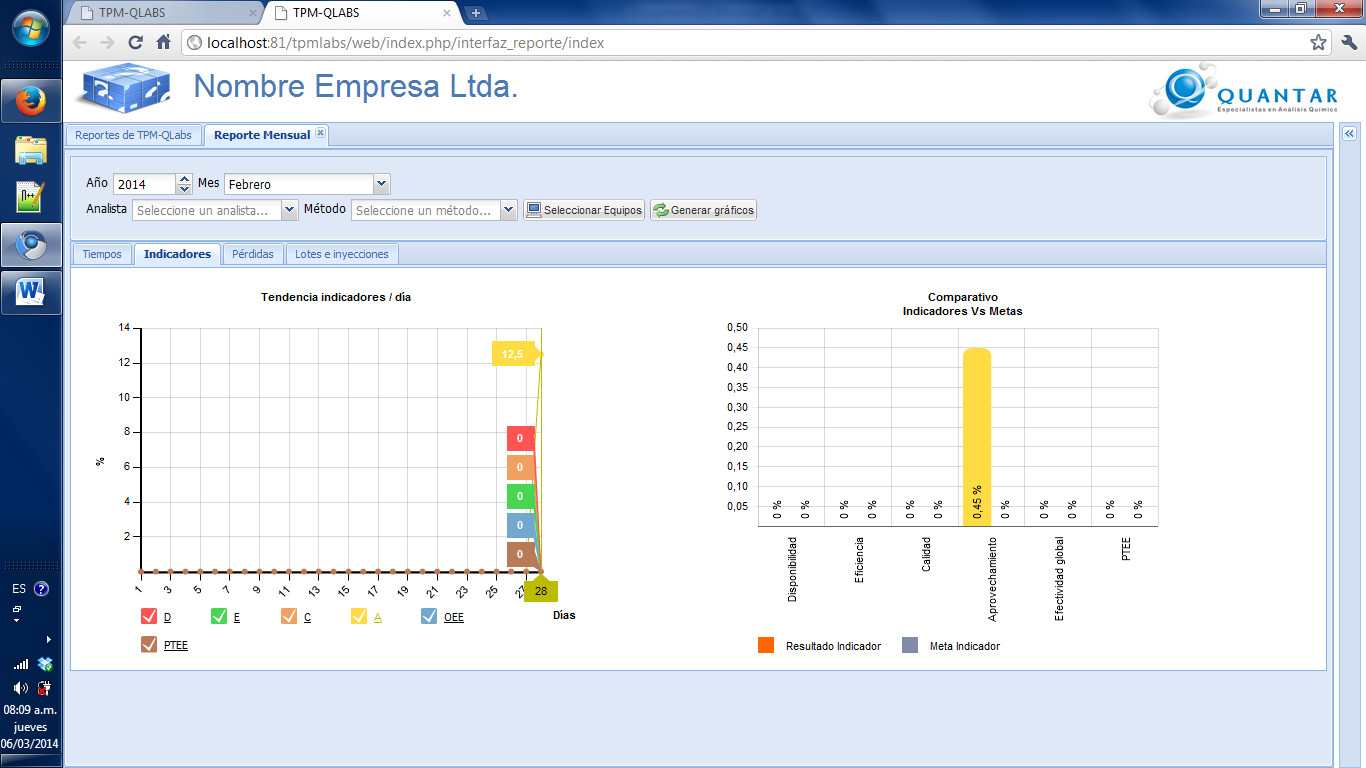 TPM-QLABS
TPM-QLABS
localhost:81/tpmlabs/web/index.php/interfaz_reporte/index
Nombre Empresa Ltda.
QUANTAR
Especialistas en Análisis Químico
Reportes de TPM-QLabs
Reporte Mensual
Año 2014 Mes Febrero
Analista Seleccione un analista... Método Seleccione un método... Seleccionar Equipos Generar gráficos
Tiempos Indicadores Pérdidas Lotes e inyecciones
Tendencia indicadores / día
14
12
10
8
6
4
2
%
12,5
0
0
0
0
0
1 3 5 7 9 11 13 15 17 19 21 23 25 27 28
Días
D E C A OEE
PTEE
Comparativo
Indicadores Vs Metas
0,50
0,45
0,40
0,35
0,30
0,25
0,20
0,15
0,10
0,05
0 % 0 % 0 % 0 % 0 % 0 % 0,45 % 0 % 0 % 0 % 0 % 0 %
Disponibilidad
Eficiencia
Calidad
Aprovechamiento
Efectividad global
PTEE
Resultado Indicador Meta Indicador
W
ES
08:09 a.m.
jueves
06/03/2014